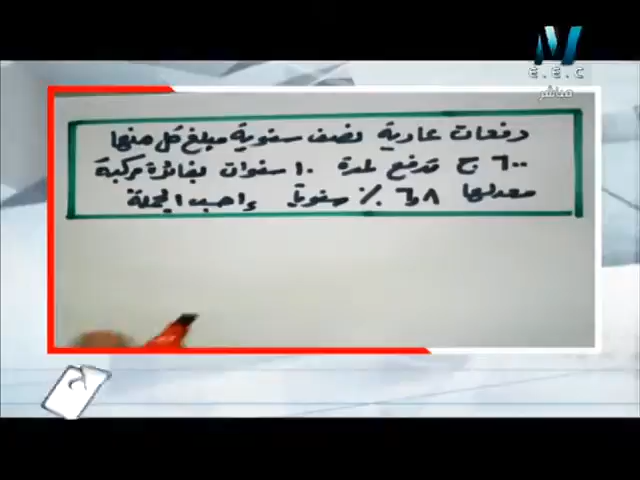 e.e.c
مباشر
دفعات عادية نصف سنوية مبلغ كل منها
٦٠٠ ج تدفع لمدة ١٠ سنوات بفائدة مركبة
معدلها ٦٫٨ ٪ سنوياً احسب الجملة